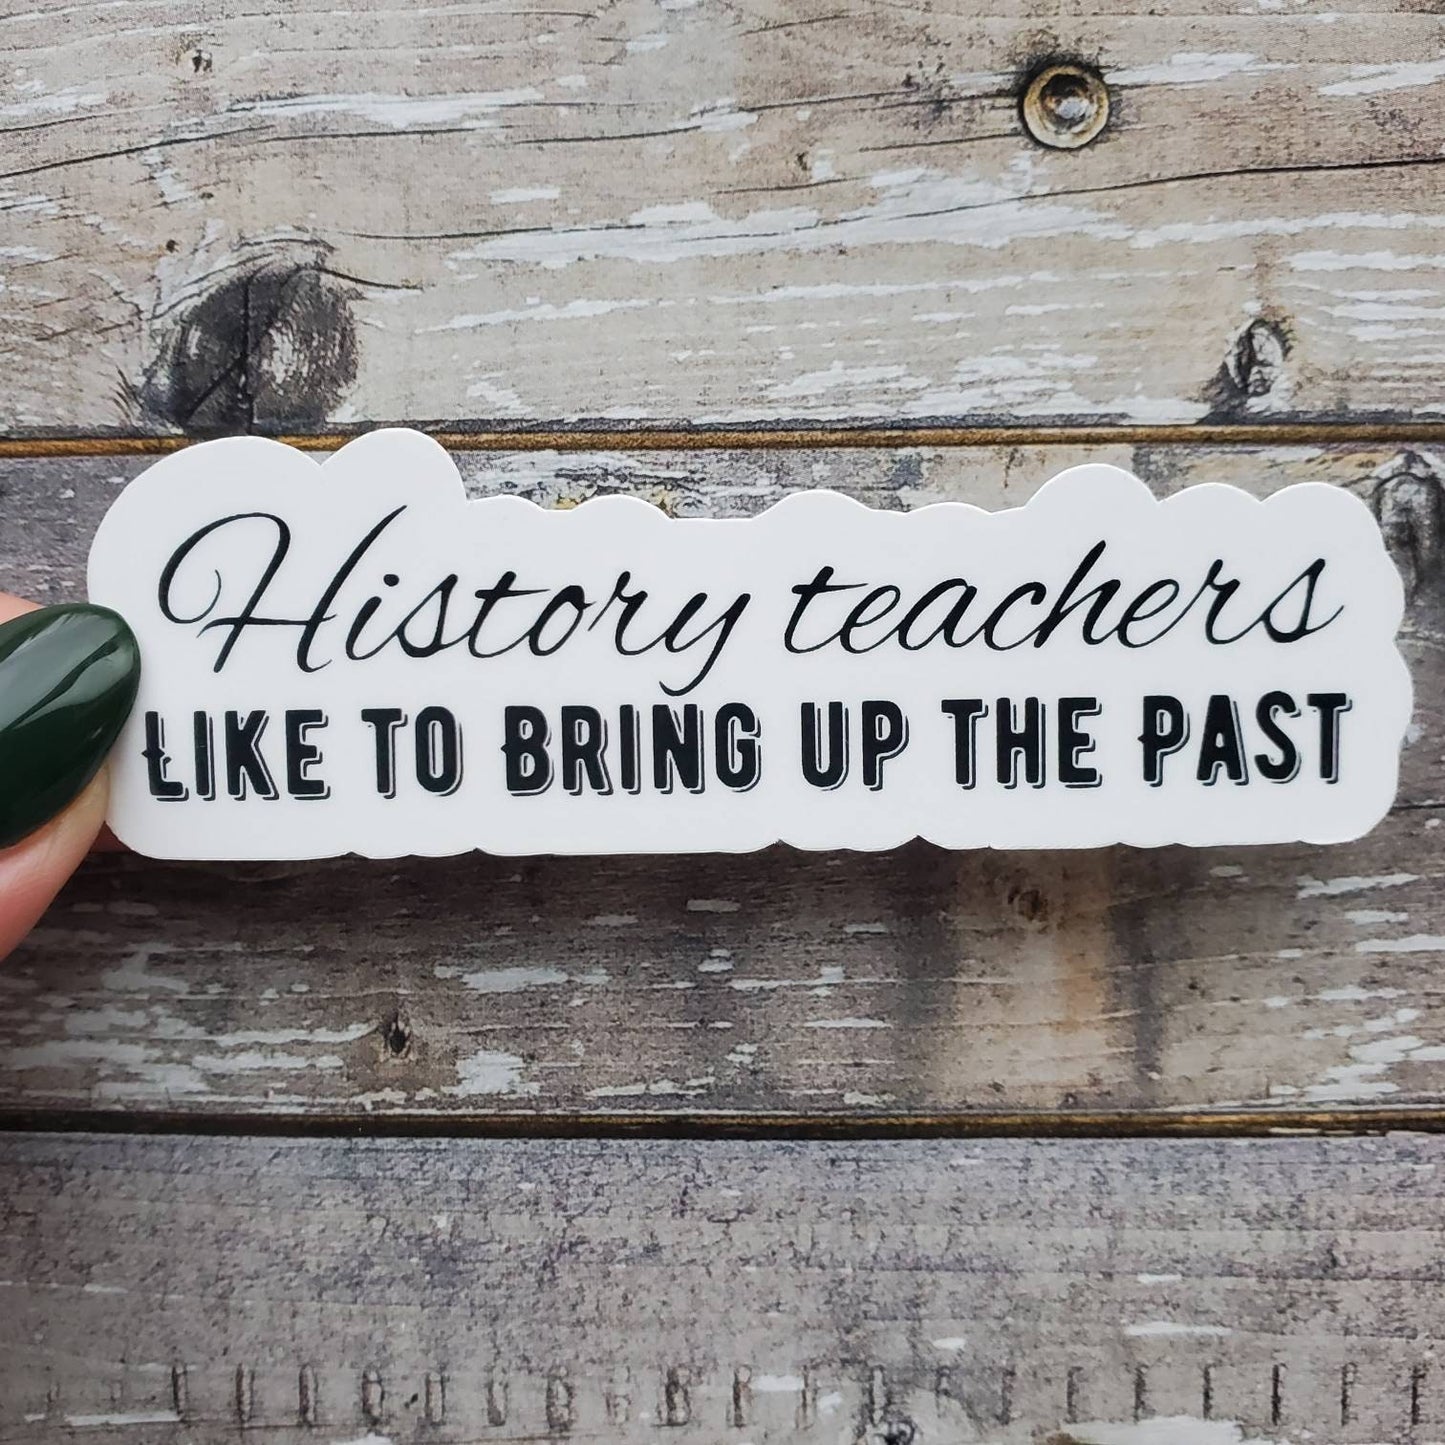 History teachers
LIKE TO BRING UP THE PAST